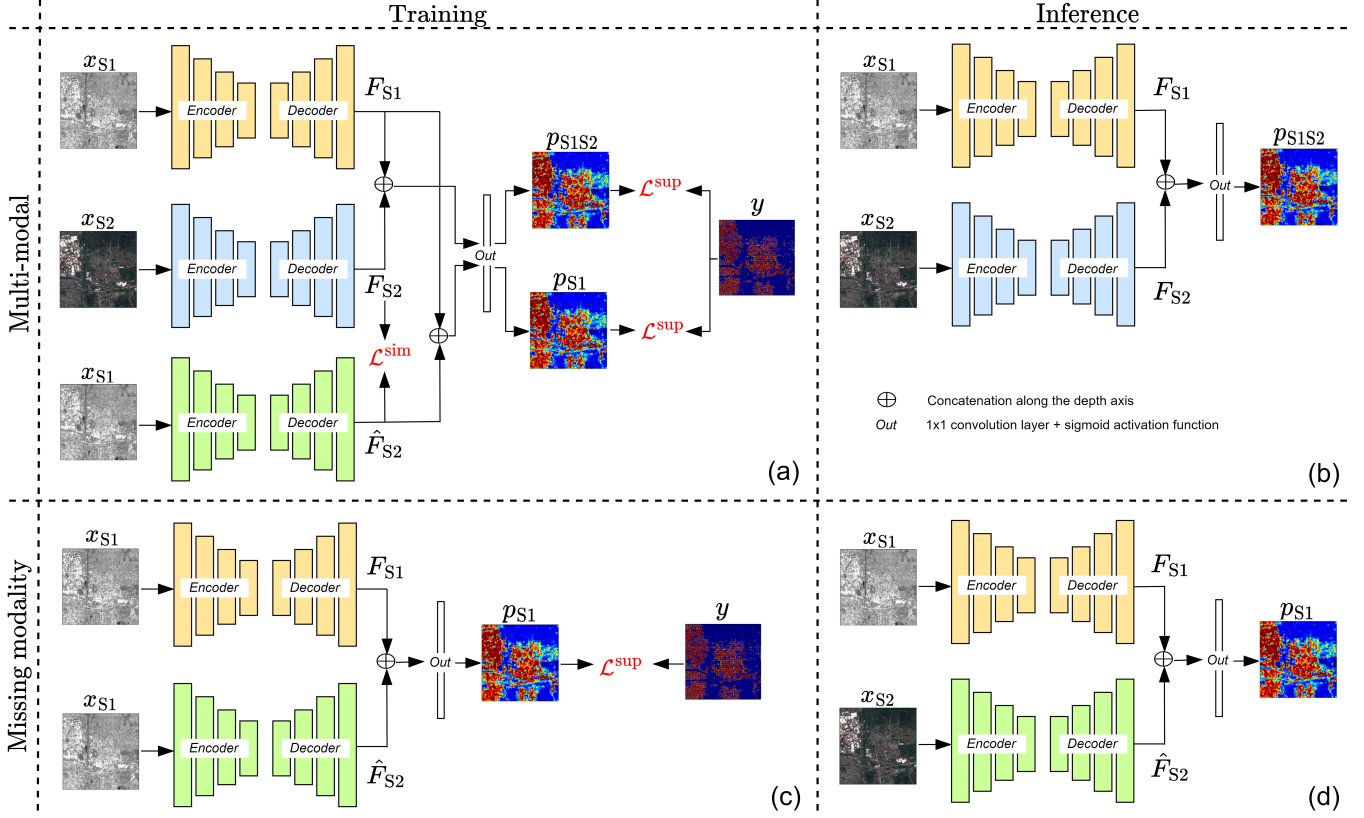 Training
Inference
Multi-modal
x_S1
Encoder
Decoder
F_S1
x_S2
Encoder
Decoder
F_S2
L^sim
x_S1
Encoder
Decoder
F̂_S2
Out
p_S1S2
L^sup
y
p_S1
L^sup
(a)
x_S1
Encoder
Decoder
F_S1
x_S2
Encoder
Decoder
F_S2
Out
p_S1S2
⊕ Concatenation along the depth axis
Out 1x1 convolution layer + sigmoid activation function
(b)
Missing modality
x_S1
Encoder
Decoder
F_S1
x_S1
Encoder
Decoder
F̂_S2
Out
p_S1
L^sup
y
(c)
x_S1
Encoder
Decoder
F_S1
x_S2
Encoder
Decoder
F̂_S2
Out
p_S1
(d)